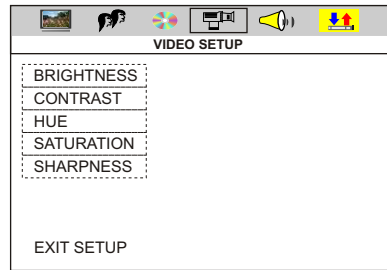 VIDEO SETUP
BRIGHTNESS
CONTRAST
HUE
SATURATION
SHARPNESS
EXIT SETUP